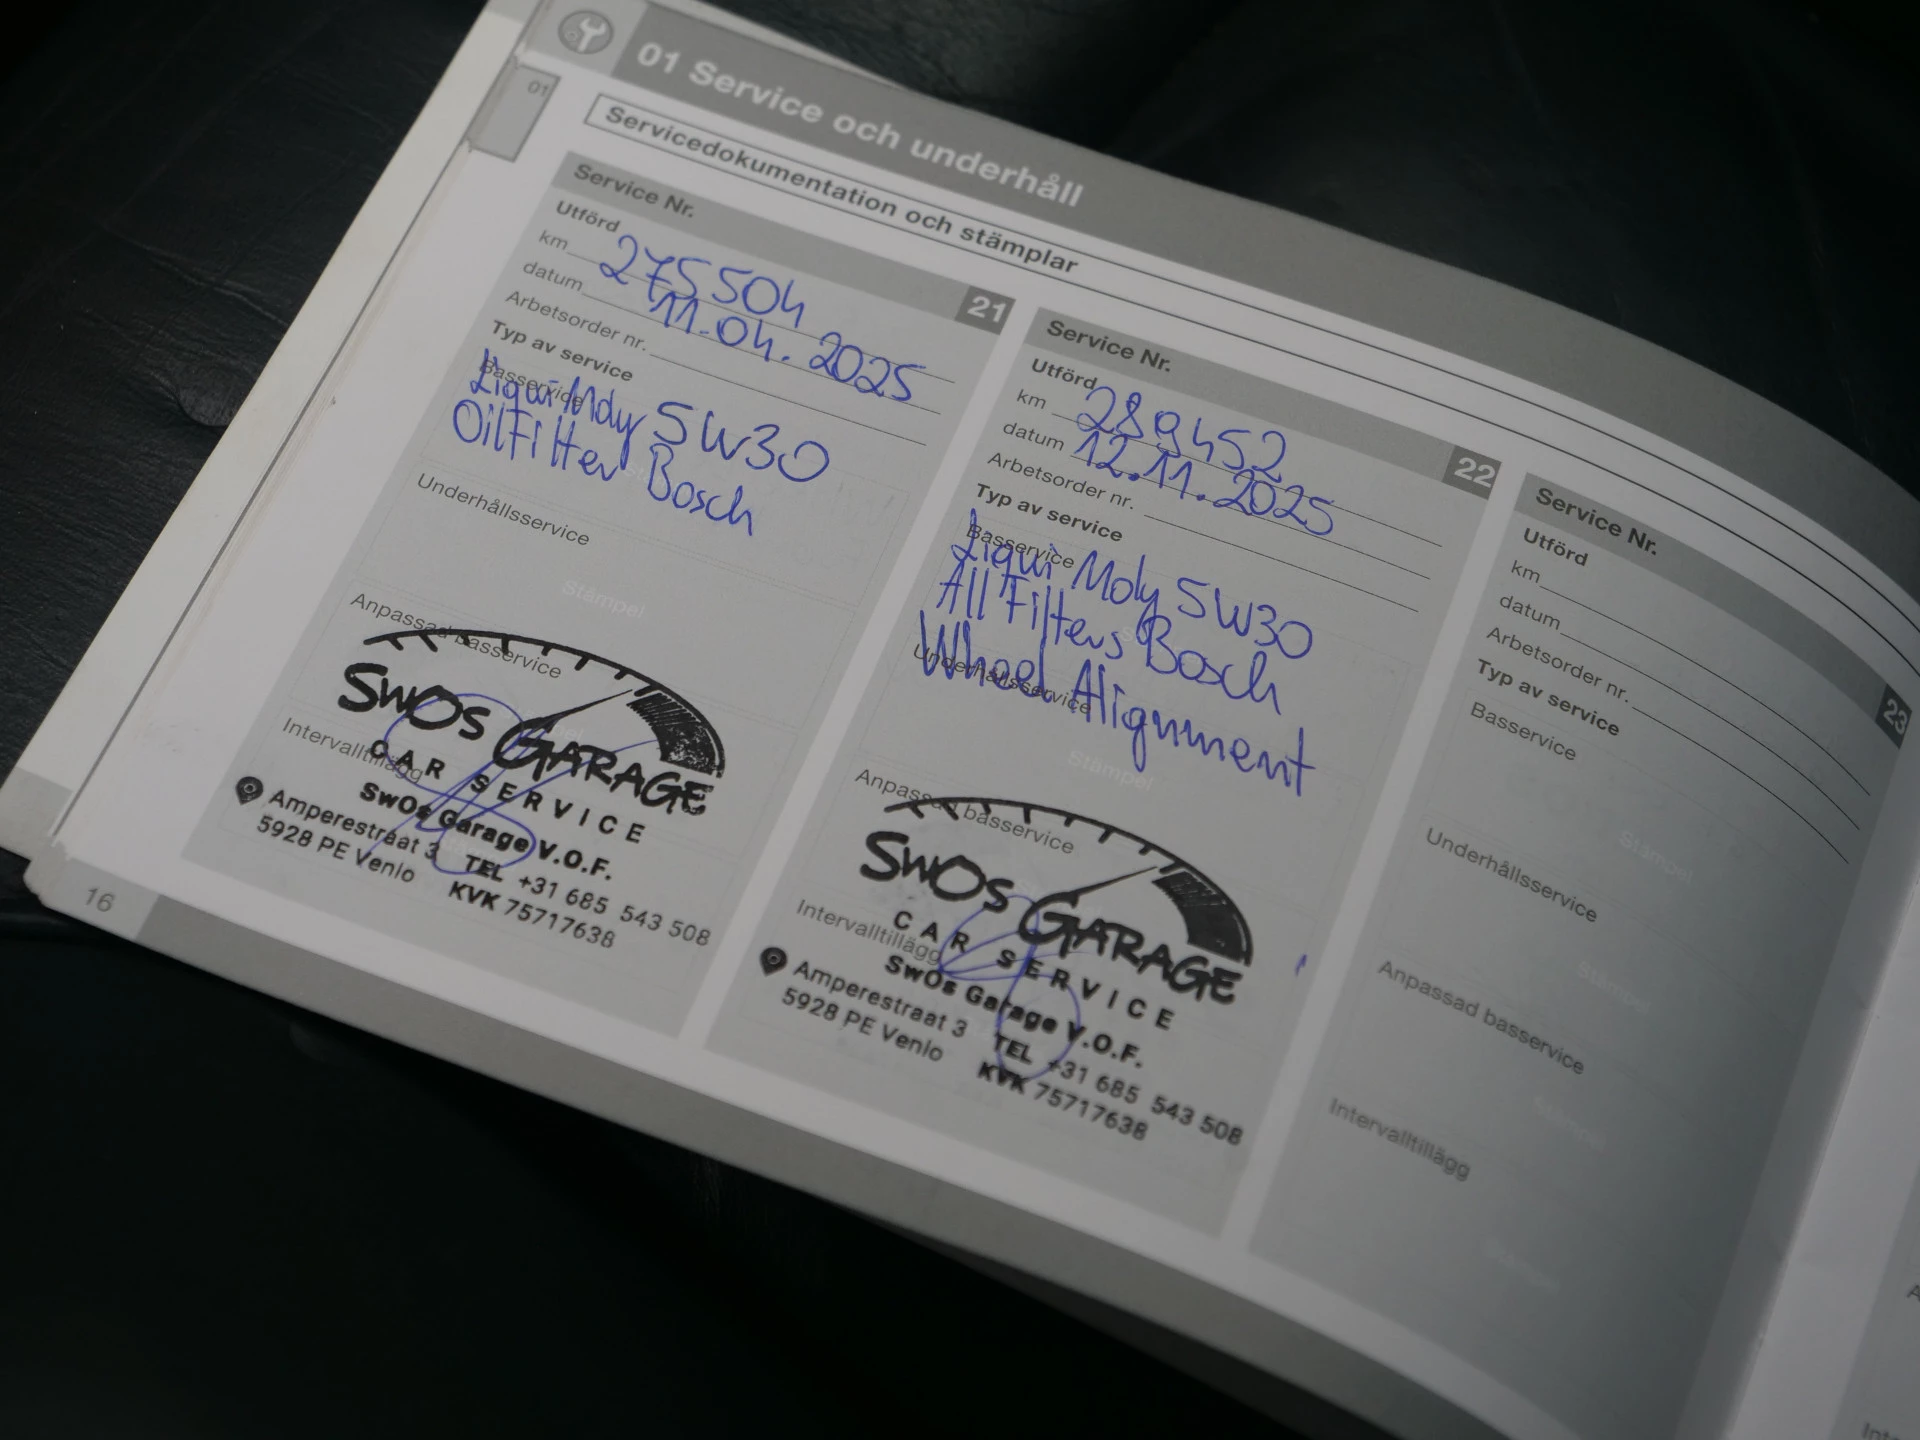 01 Service och underhåll
01
Servicedokumentation och stämplar
Service Nr. 21
Utförd
km 275504
datum 11-04. 2025
Arbetsorder nr.
Typ av service
Basservice
Liqui Moly 5W30
OilFilter Bosch
Underhållsservice
Stämpel
Anpassad basservice
Intervalltillägg
SwOs GARAGE
CAR SERVICE
SwOs Garage V.O.F.
Amperestraat 3 TEL +31 685 543 508
5928 PE Venlo KVK 75717638
Service Nr. 22
Utförd
km 289452
datum 12.11.2025
Arbetsorder nr.
Typ av service
Basservice
Liqui Moly 5W30
All Filters Bosch
Underhållsservice
Wheel Alignment
Stämpel
Anpassad basservice
Intervalltillägg
SwOs GARAGE
CAR SERVICE
SwOs Garage V.O.F.
Amperestraat 3 TEL +31 685 543 508
5928 PE Venlo KVK 75717638
Service Nr. 23
Utförd
km
datum
Arbetsorder nr.
Typ av service
Basservice
Stämpel
Underhållsservice
Stämpel
Anpassad basservice
Stämpel
Intervalltillägg
Stämpel
16